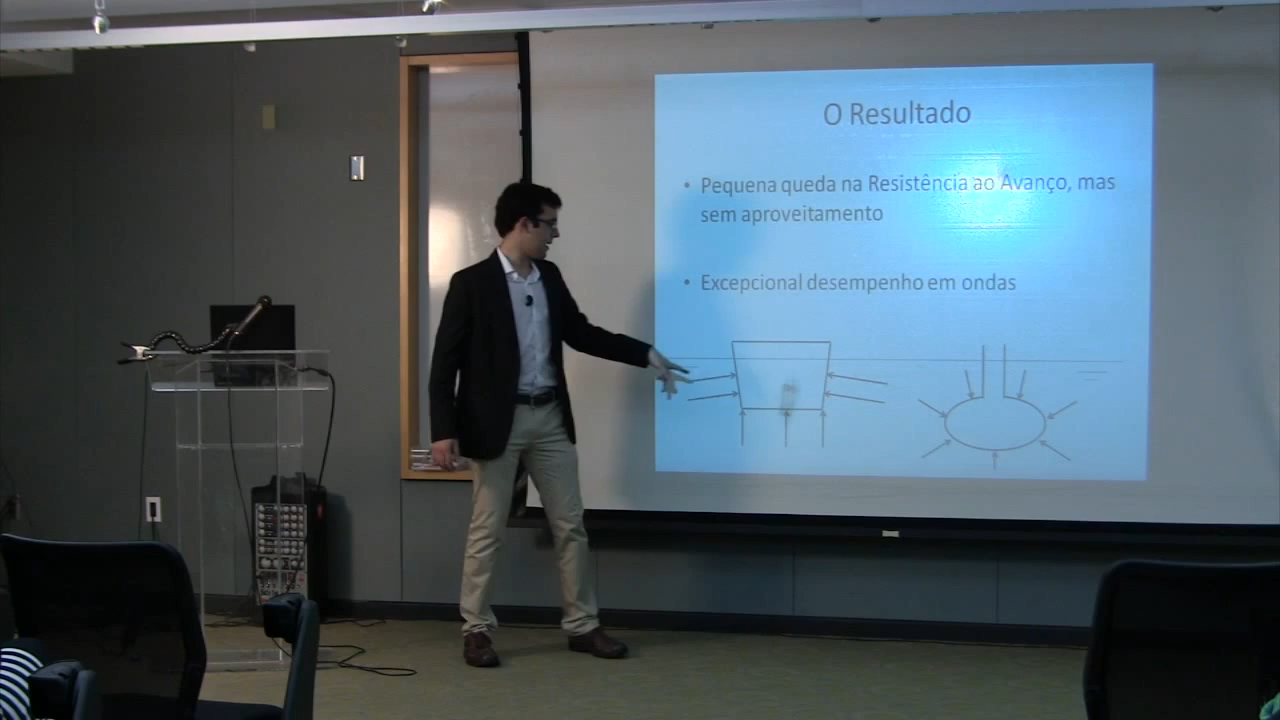 O Resultado
• Pequena queda na Resistência ao Avanço, mas
sem aproveitamento
• Excepcional desempenho em ondas